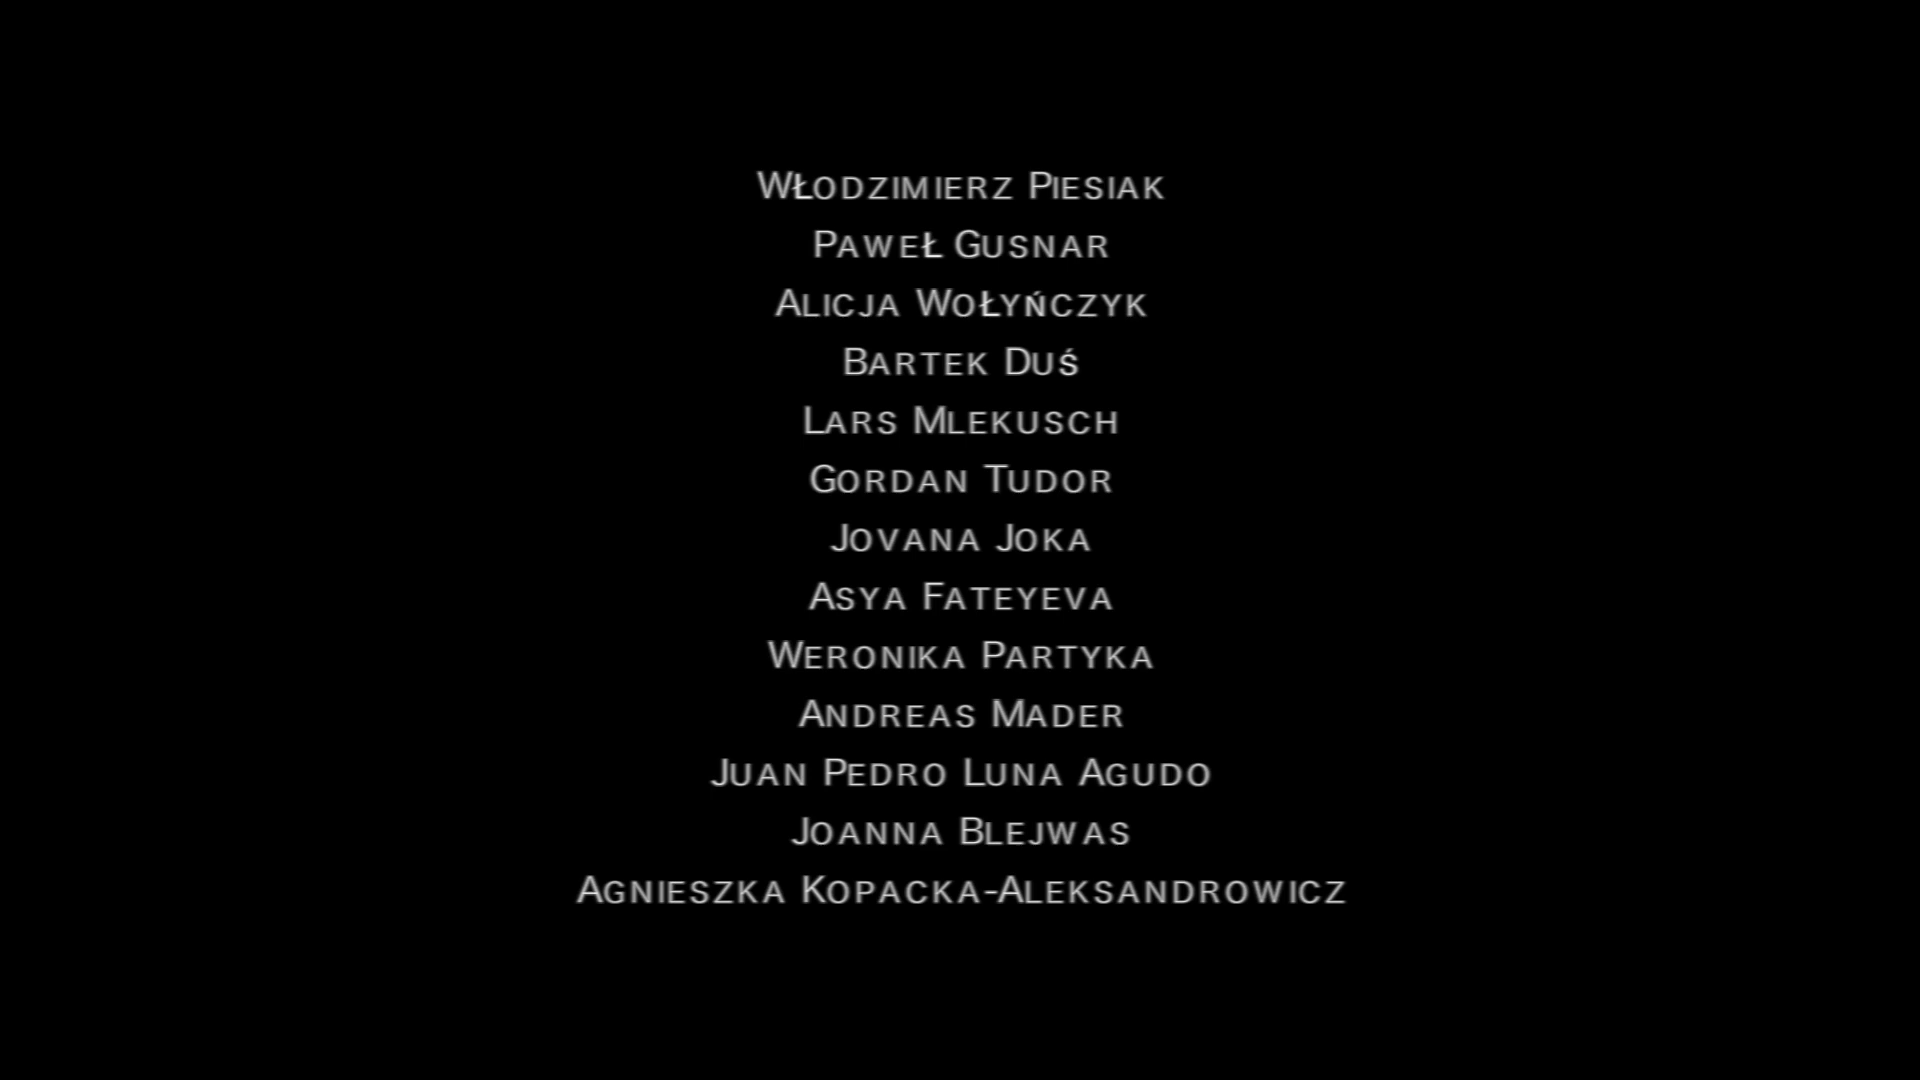 Włodzimierz Piesiak
Paweł Gusnar
Alicja Wołyńczyk
Bartek Duś
Lars Mlekusch
Gordan Tudor
Jovana Joka
Asya Fateyeva
Weronika Partyka
Andreas Mader
Juan Pedro Luna Agudo
Joanna Blejwas
Agnieszka Kopacka-Aleksandrowicz